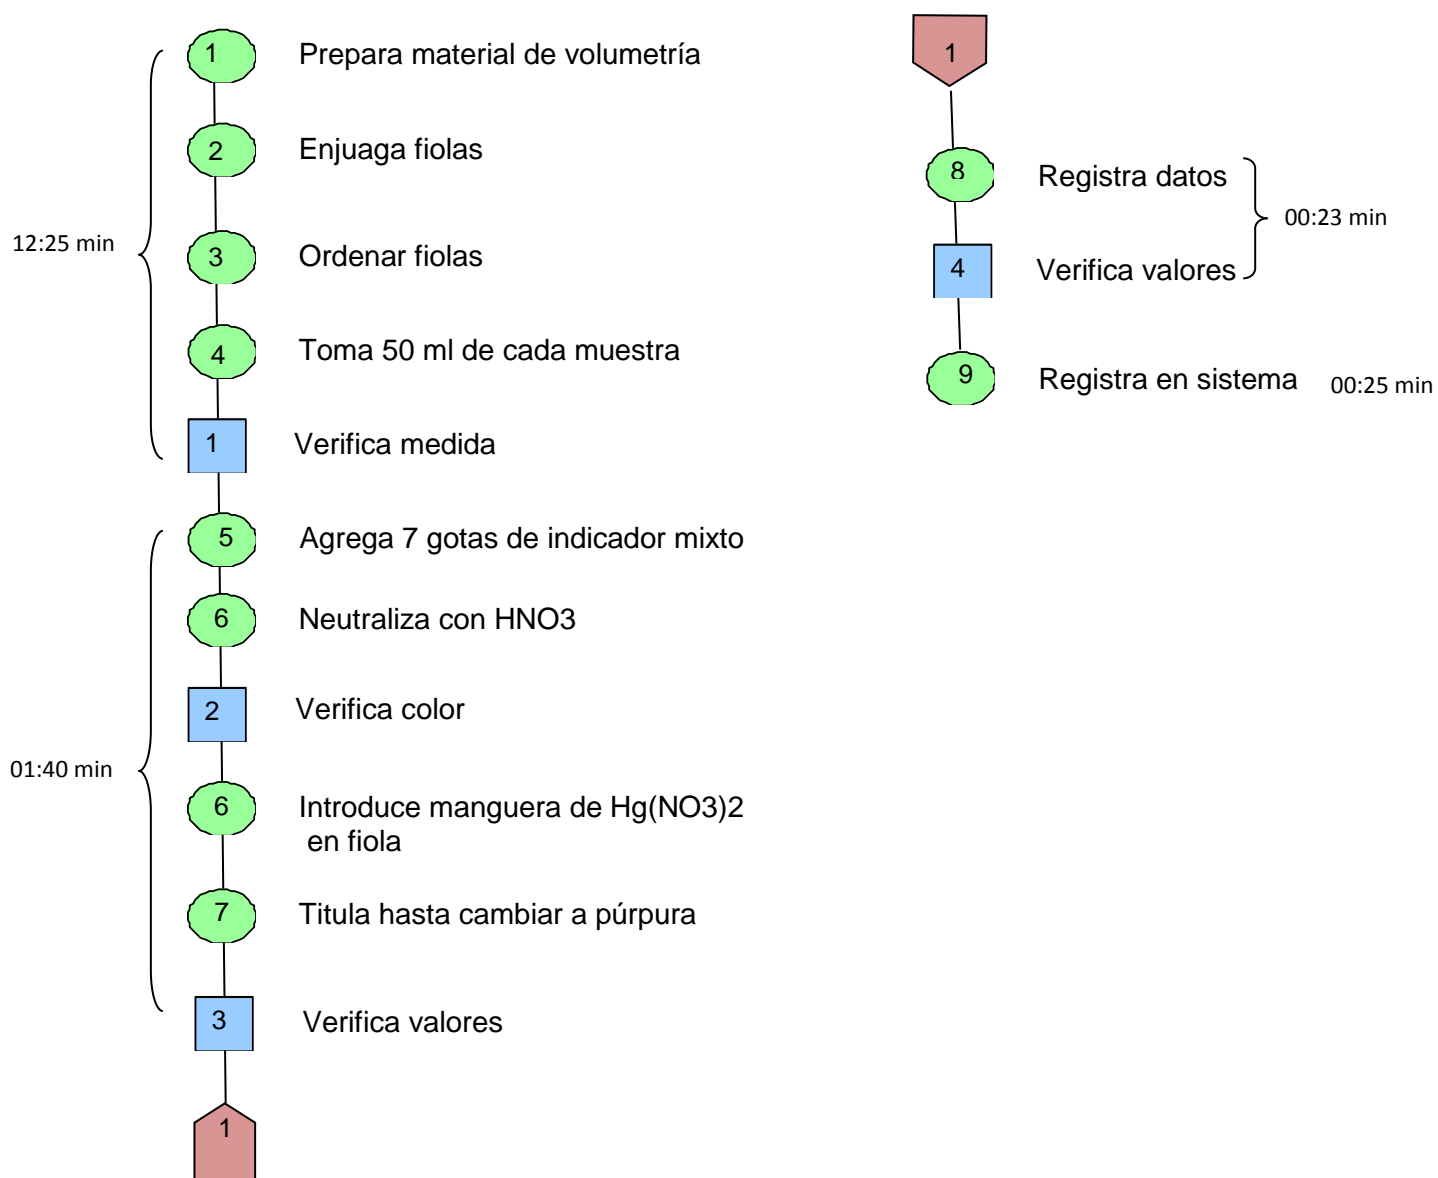 1 Prepara material de volumetría
2 Enjuaga fiolas
12:25 min
3 Ordenar fiolas
4 Toma 50 ml de cada muestra
1 Verifica medida
5 Agrega 7 gotas de indicador mixto
6 Neutraliza con HNO3
2 Verifica color
01:40 min
6 Introduce manguera de Hg(NO3)2
en fiola
7 Titula hasta cambiar a púrpura
3 Verifica valores
1
1
8 Registra datos
00:23 min
4 Verifica valores
9 Registra en sistema 00:25 min